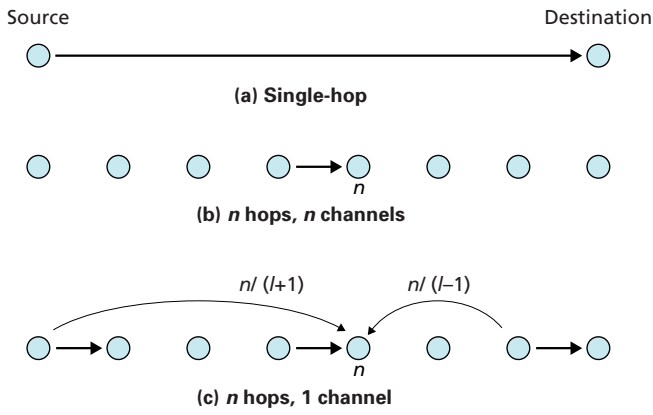 Source Destination
(a) Single-hop
n
(b) n hops, n channels
n/ (l+1) n/ (l–1)
n
(c) n hops, 1 channel